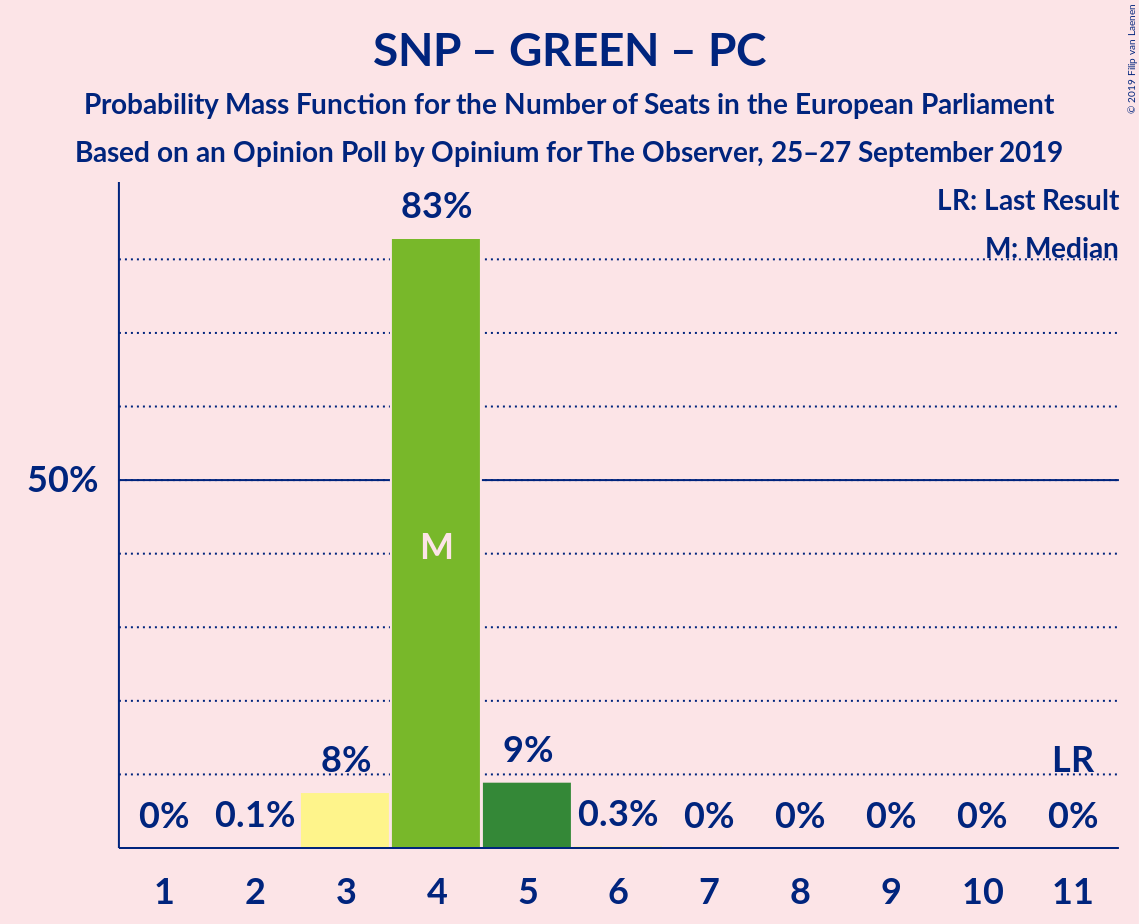 SNP – GREEN – PC
Probability Mass Function for the Number of Seats in the European Parliament
Based on an Opinion Poll by Opinium for The Observer, 25–27 September 2019
© 2019 Filip van Laenen
LR: Last Result
M: Median
83%
50%
M
8%
9%
LR
0% 0.1% 0.3% 0% 0% 0% 0% 0%
1 2 3 4 5 6 7 8 9 10 11